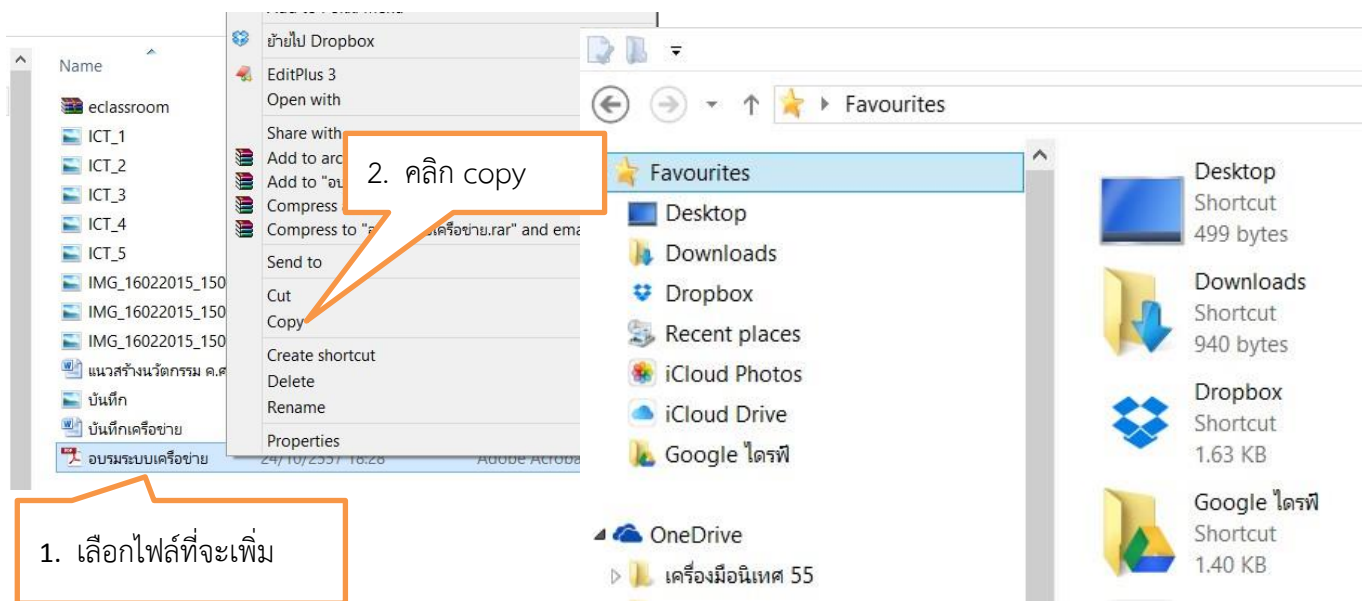 Name
eclassroom
ICT_1
ICT_2
ICT_3
ICT_4
ICT_5
IMG_16022015_150
IMG_16022015_150
IMG_16022015_150
แนวสร้างนวัตกรรม ค.ศ
บันทึก
บันทึกเครือข่าย
อบรมระบบเครือข่าย
24/10/2557 18:28
Adobe Acroba
ย้ายไป Dropbox
EditPlus 3
Open with
Share with
Add to arc
Add to "อบ
Compress
Compress to "อ
เครือข่าย.rar" and ema
Send to
Cut
Copy
Create shortcut
Delete
Rename
Properties
2. คลิก copy
1. เลือกไฟล์ที่จะเพิ่ม
Favourites
Favourites
Desktop
Downloads
Dropbox
Recent places
iCloud Photos
iCloud Drive
Google ไดรฟ์
OneDrive
เครื่องมือนิเทศ 55
Desktop
Shortcut
499 bytes
Downloads
Shortcut
940 bytes
Dropbox
Shortcut
1.63 KB
Google ไดรฟ์
Shortcut
1.40 KB